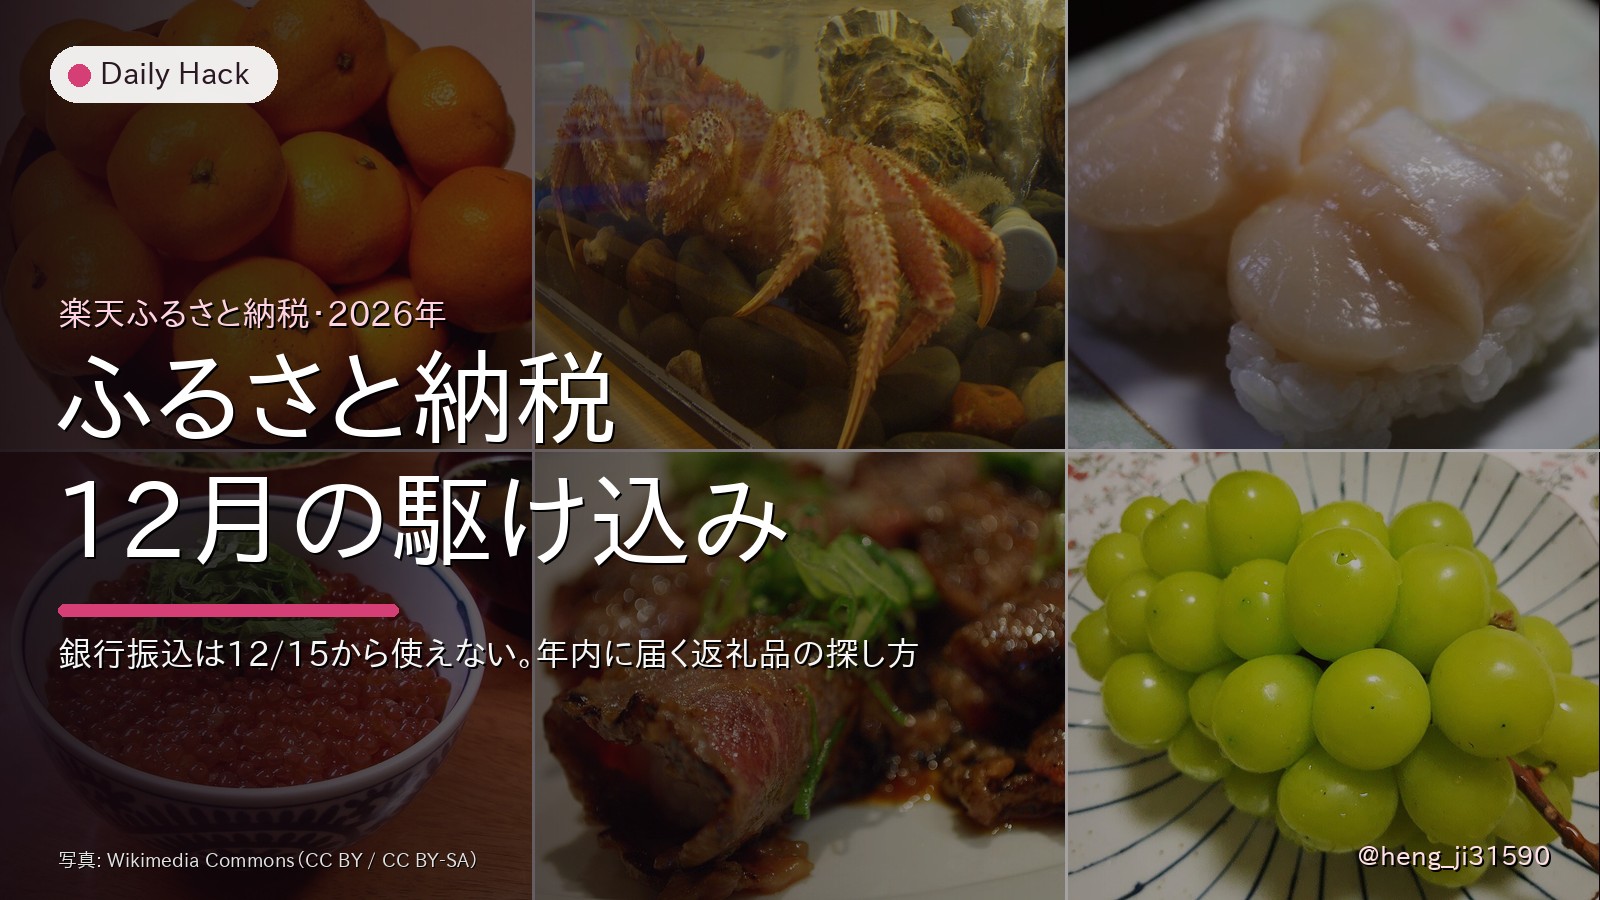 Daily Hack
楽天ふるさと納税・2026年
ふるさと納税
12月の駆け込み
銀行振込は12/15から使えない。年内に届く返礼品の探し方
写真: Wikimedia Commons（CC BY / CC BY-SA）
@heng_ji31590